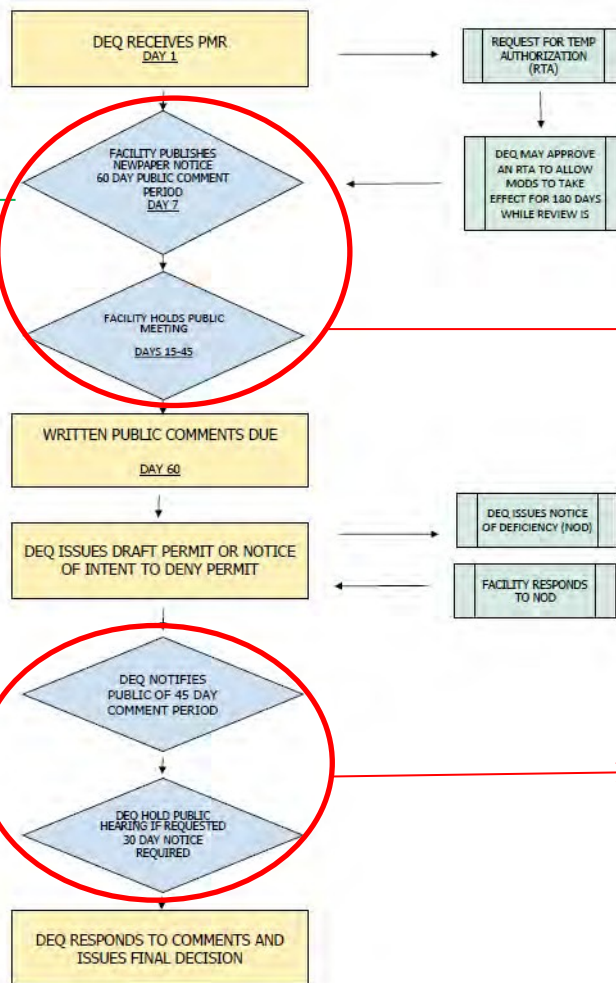 DEQ RECEIVES PMR
DAY 1
REQUEST FOR TEMP
AUTHORIZATION
(RTA)
FACILITY PUBLISHES
NEWPAPER NOTICE
60 DAY PUBLIC COMMENT
PERIOD
DAY 7
DEQ MAY APPROVE
AN RTA TO ALLOW
MODS TO TAKE
EFFECT FOR 180 DAYS
WHILE REVIEW IS
FACILITY HOLDS PUBLIC
MEETING
DAYS 15-45
WRITTEN PUBLIC COMMENTS DUE
DAY 60
DEQ ISSUES DRAFT PERMIT OR NOTICE
OF INTENT TO DENY PERMIT
DEQ ISSUES NOTICE
OF DEFICIENCY (NOD)
FACILITY RESPONDS
TO NOD
DEQ NOTIFIES
PUBLIC OF 45 DAY
COMMENT PERIOD
DEQ HOLD PUBLIC
HEARING IF REQUESTED
30 DAY NOTICE
REQUIRED
DEQ RESPONDS TO COMMENTS AND
ISSUES FINAL DECISION